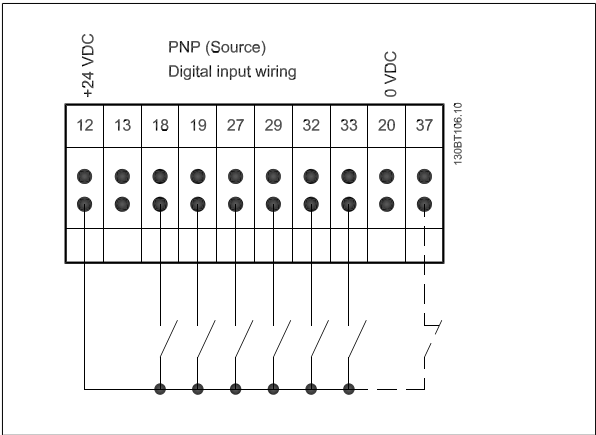 PNP (Source)
Digital input wiring
+24 VDC
0 VDC
12 13 18 19 27 29 32 33 20 37
130BT106.10